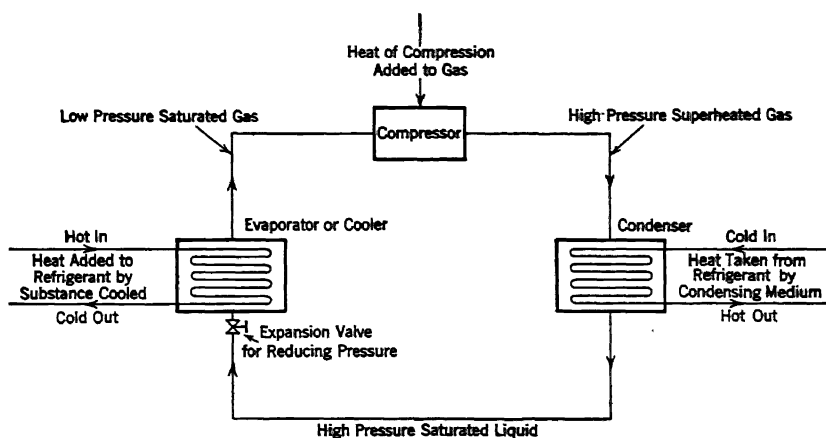 Heat of Compression
Added to Gas
Low Pressure Saturated Gas
Compressor
High Pressure Superheated Gas
Evaporator or Cooler
Condenser
Hot In
Heat Added to
Refrigerant by
Substance Cooled
Cold Out
Cold In
Heat Taken from
Refrigerant by
Condensing Medium
Hot Out
Expansion Valve
for Reducing Pressure
High Pressure Saturated Liquid